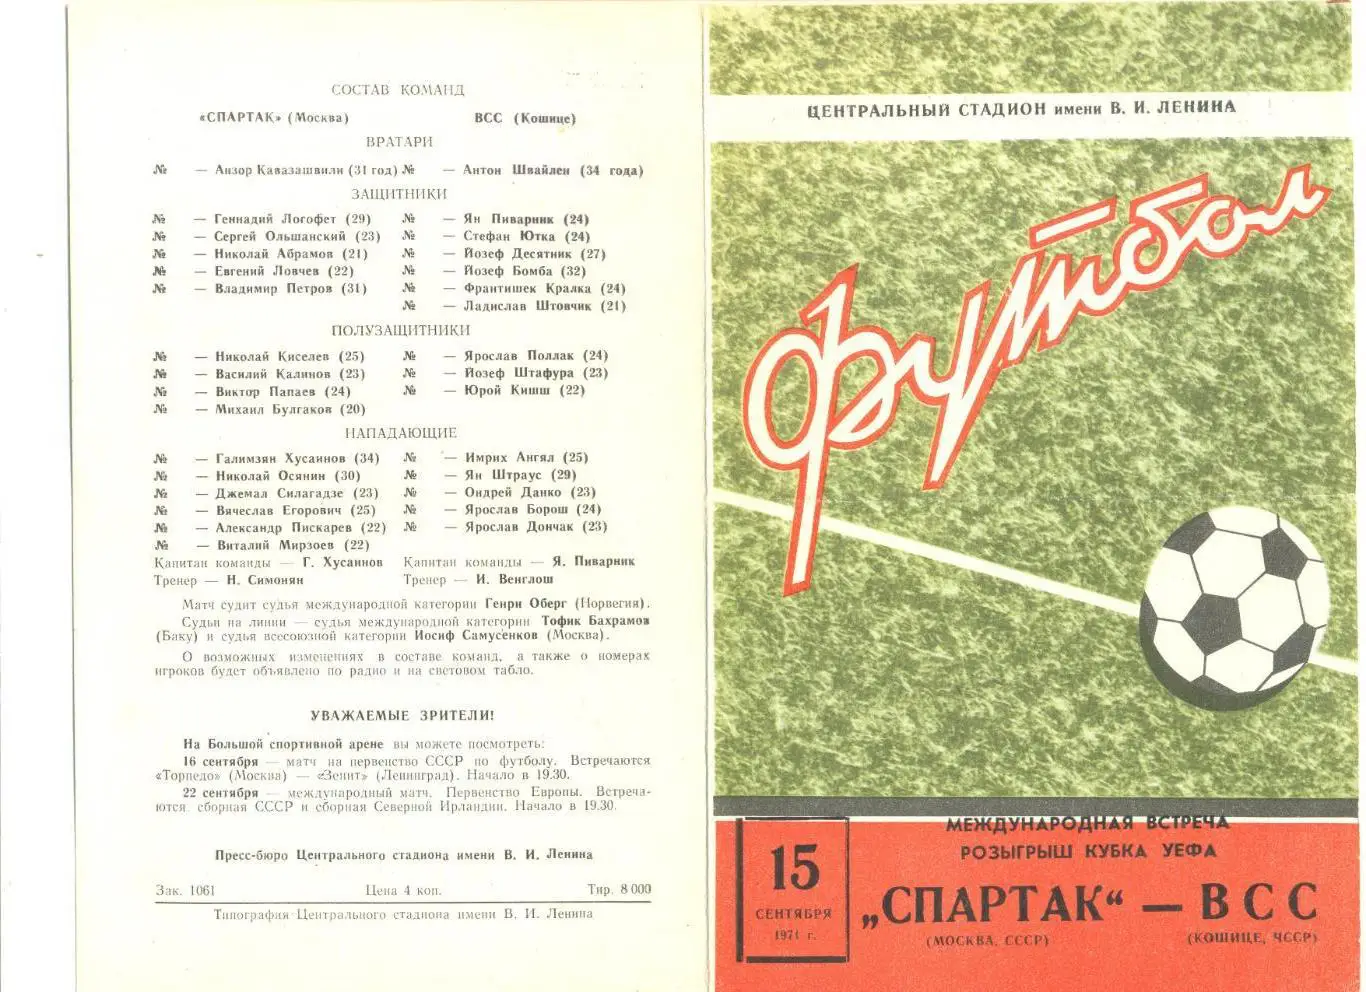 СОСТАВ КОМАНД
«СПАРТАК» (Москва) ВСС (Кошице)
ВРАТАРИ
№ — Анзор Кавазашвили (31 год) № — Антон Швайлен (34 года)
ЗАЩИТНИКИ
№ — Геннадий Логофет (29) № — Ян Пиварник (24)
№ — Сергей Ольшанский (23) № — Стефан Ютка (24)
№ — Николай Абрамов (21) № — Йозеф Десятник (27)
№ — Евгений Ловчев (22) № — Йозеф Бомба (32)
№ — Владимир Петров (31) № — Франтишек Кралка (24)
№ — Ладислав Штовчик (21)
ПОЛУЗАЩИТНИКИ
№ — Николай Киселев (25) № — Ярослав Поллак (24)
№ — Василий Калинов (23) № — Йозеф Штафура (23)
№ — Виктор Папаев (24) № — Юрой Кишш (22)
№ — Михаил Булгаков (20)
НАПАДАЮЩИЕ
№ — Галимзян Хусаинов (34) № — Имрих Ангял (25)
№ — Николай Осянин (30) № — Ян Штраус (29)
№ — Джемал Силагадзе (23) № — Ондрей Данко (23)
№ — Вячеслав Егорович (25) № — Ярослав Борош (24)
№ — Александр Пискарев (22) № — Ярослав Дончак (23)
№ — Виталий Мирзоев (22)
Капитан команды — Г. Хусаинов Капитан команды — Я. Пиварник
Тренер — Н. Симонян Тренер — И. Венглош
Матч судит судья международной категории Генри Оберг (Норвегия).
Судьи на линии — судья международной категории Тофик Бахрамов
(Баку) и судья всесоюзной категории Иосиф Самусенков (Москва).
О возможных изменениях в составе команд, а также о номерах
игроков будет объявлено по радио и на световом табло.
УВАЖАЕМЫЕ ЗРИТЕЛИ!
На Большой спортивной арене вы можете посмотреть:
16 сентября — матч на первенство СССР по футболу. Встречаются
«Торпедо» (Москва) — «Зенит» (Ленинград). Начало в 19.30.
22 сентября — международный матч. Первенство Европы. Встреча-
ются сборная СССР и сборная Северной Ирландии. Начало в 19.30.
Пресс-бюро Центрального стадиона имени В. И. Ленина
Зак. 1061 Цена 4 коп. Тир. 8 000
Типография Центрального стадиона имени В. И. Ленина
ЦЕНТРАЛЬНЫЙ СТАДИОН имени В. И. ЛЕНИНА
Футбол
МЕЖДУНАРОДНАЯ ВСТРЕЧА
РОЗЫГРЫШ КУБКА УЕФА
15
СЕНТЯБРЯ
1971 г.
„СПАРТАК“ — ВСС
(МОСКВА, СССР) (КОШИЦЕ, ЧССР)